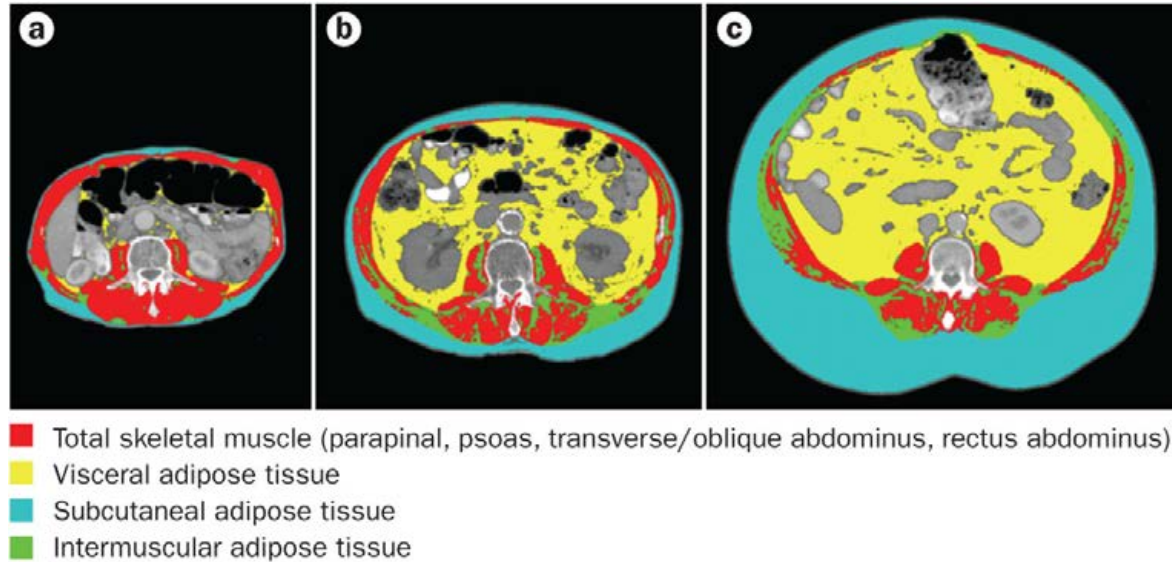 a
b
c
Total skeletal muscle (parapinal, psoas, transverse/oblique abdominus, rectus abdominus)
Visceral adipose tissue
Subcutaneal adipose tissue
Intermuscular adipose tissue